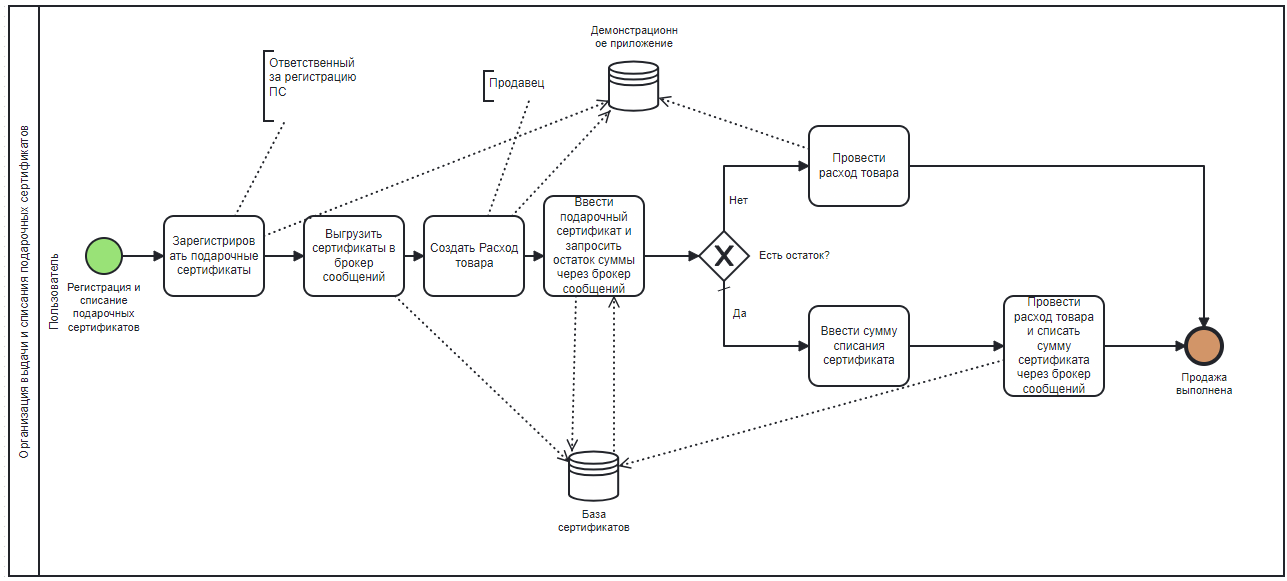 Организация выдачи и списания подарочных сертификатов
Пользователь
Регистрация и
списание
подарочных
сертификатов
Ответственный
за регистрацию
ПС
Зарегистриров
ать подарочные
сертификаты
Выгрузить
сертификаты в
брокер
сообщений
Продавец
Создать Расход
товара
Демонстрационн
ое приложение
Ввести
подарочный
сертификат и
запросить
остаток суммы
через брокер
сообщений
База
сертификатов
Есть остаток?
Нет
Провести
расход товара
Да
Ввести сумму
списания
сертификата
Провести
расход товара
и списать
сумму
сертификата
через брокер
сообщений
Продажа
выполнена